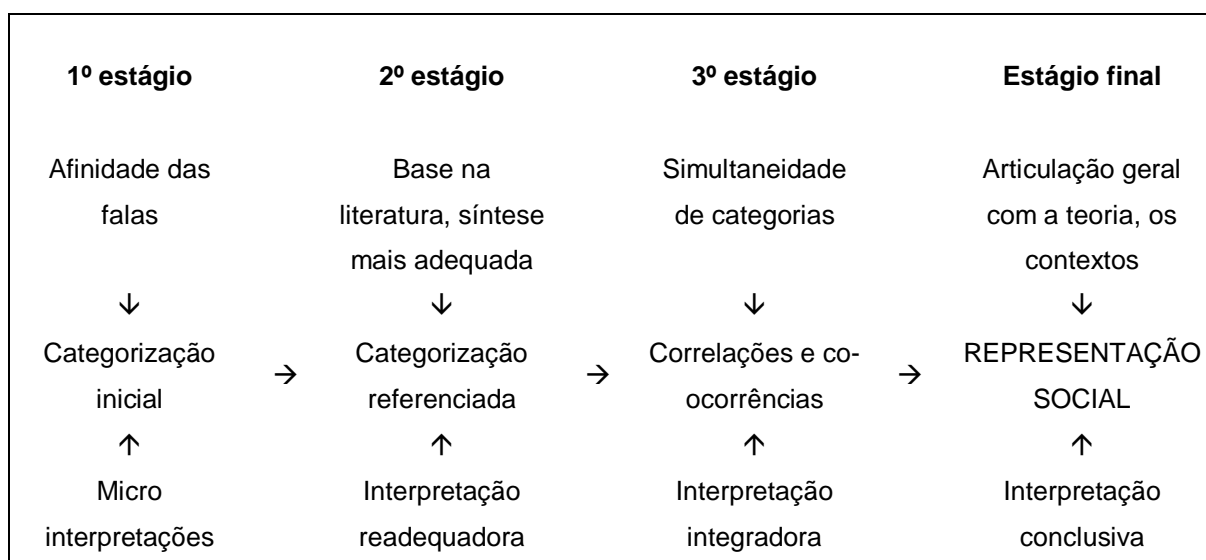 1º estágio 2º estágio 3º estágio Estágio final
Afinidade das Base na Simultaneidade Articulação geral
falas literatura, síntese de categorias com a teoria, os
mais adequada contextos
↓ ↓ ↓ ↓
Categorização Categorização Correlações e co- REPRESENTAÇÃO
→ → →
inicial referenciada ocorrências SOCIAL
↑ ↑ ↑ ↑
Micro Interpretação Interpretação Interpretação
interpretações readequadora integradora conclusiva